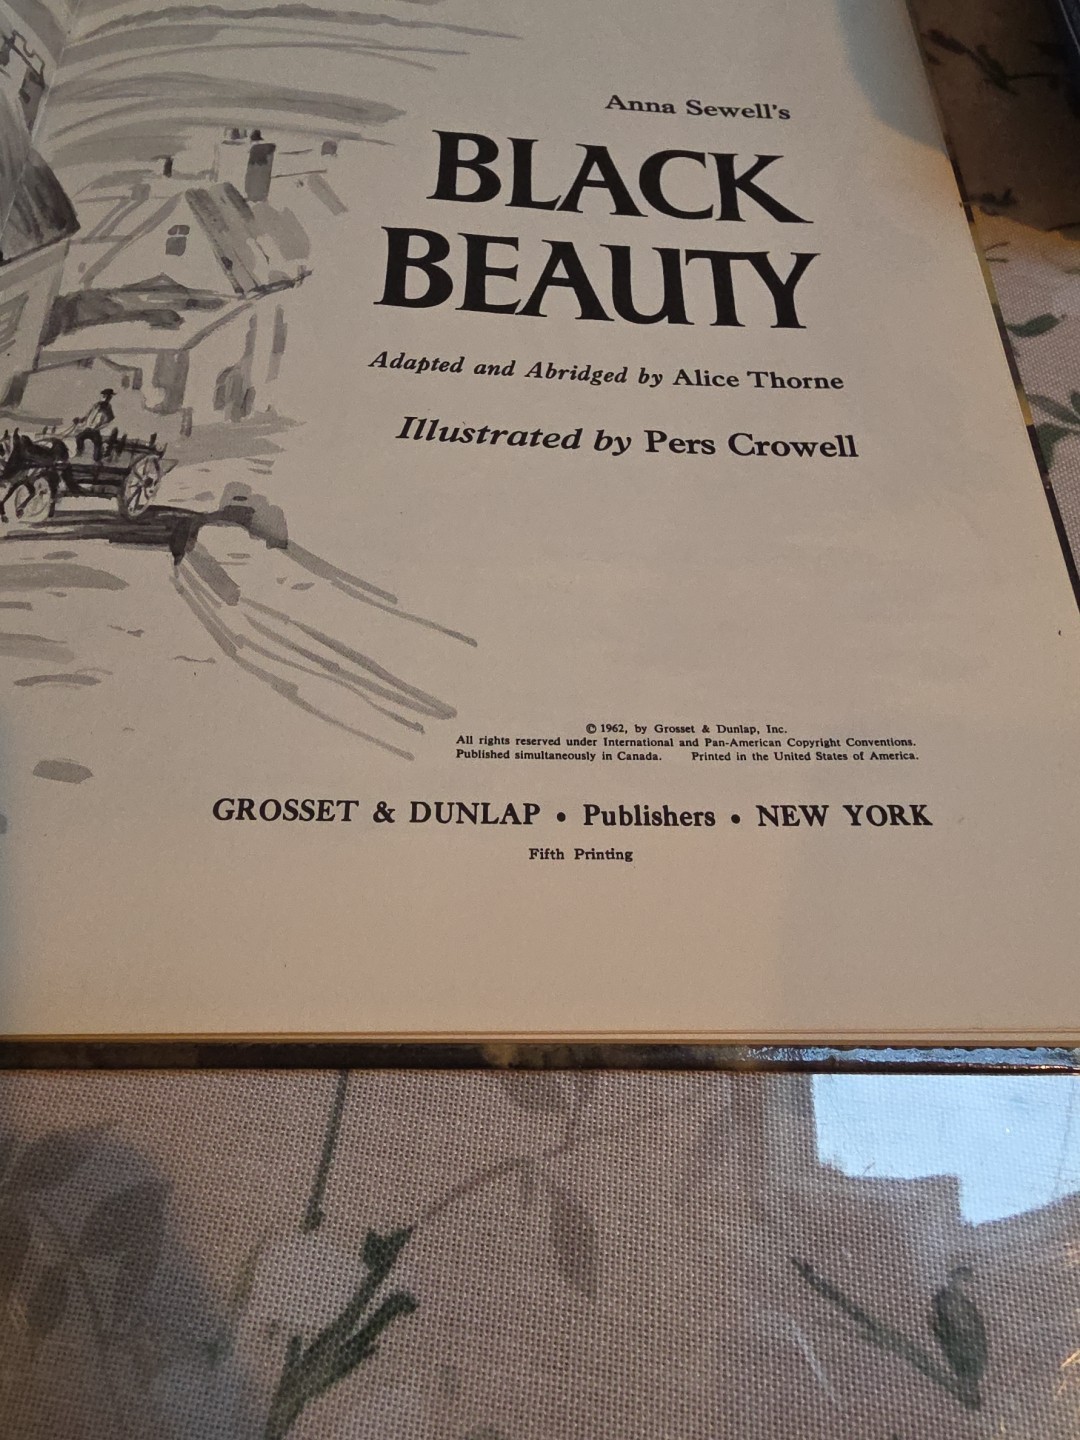 Anna Sewell's
BLACK
BEAUTY
Adapted and Abridged by Alice Thorne
Illustrated by Pers Crowell
© 1962, by Grosset & Dunlap, Inc.
All rights reserved under International and Pan-American Copyright Conventions.
Published simultaneously in Canada. Printed in the United States of America.
GROSSET & DUNLAP • Publishers • NEW YORK
Fifth Printing